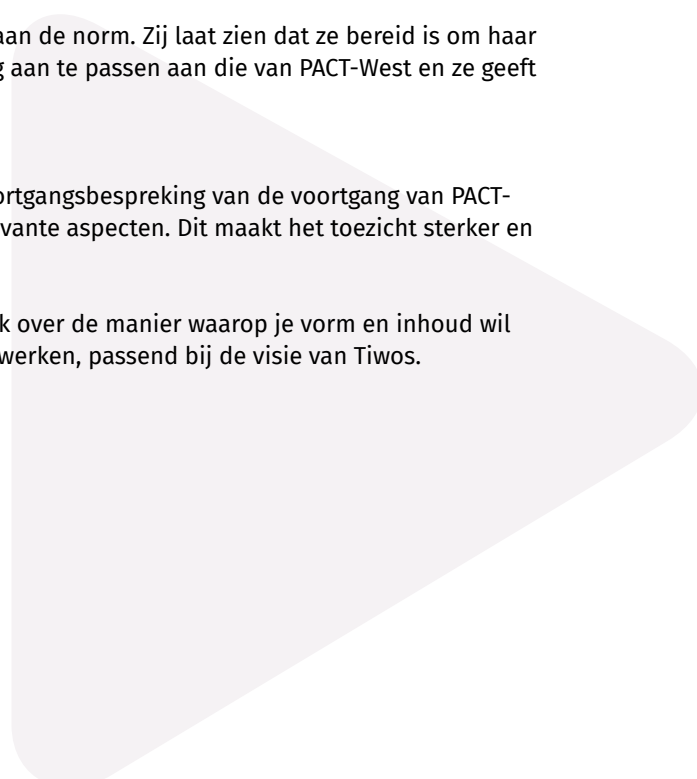 aan de norm. Zij laat zien dat ze bereid is om haar
aan te passen aan die van PACT-West en ze geeft
ortgangsbespreking van de voortgang van PACT-
vante aspecten. Dit maakt het toezicht sterker en
k over de manier waarop je vorm en inhoud wil
werken, passend bij de visie van Tiwos.